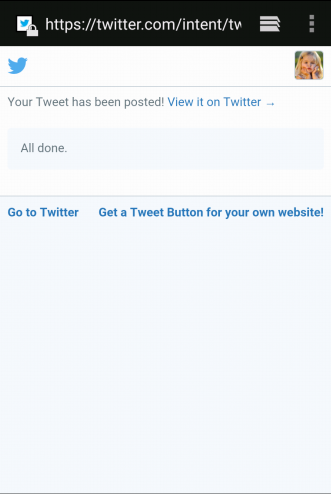 https://twitter.com/intent/tw
Your Tweet has been posted! View it on Twitter →
All done.
Go to Twitter Get a Tweet Button for your own website!